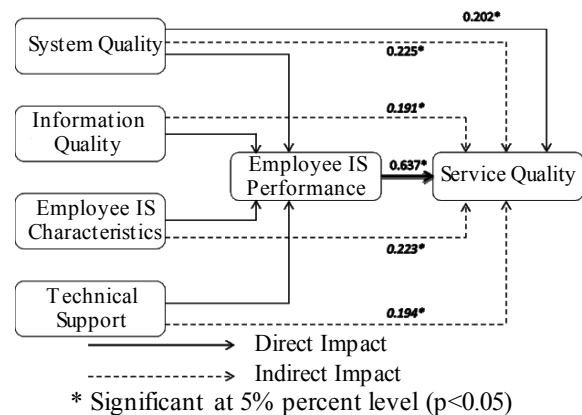 0.202*
System Quality
0.225*
0.191*
Information
Quality
Employee IS
Performance
0.637*
Service Quality
Employee IS
Characteristics
0.223*
Technical
Support
0.194*
Direct Impact
Indirect Impact
* Significant at 5% percent level (p<0.05)